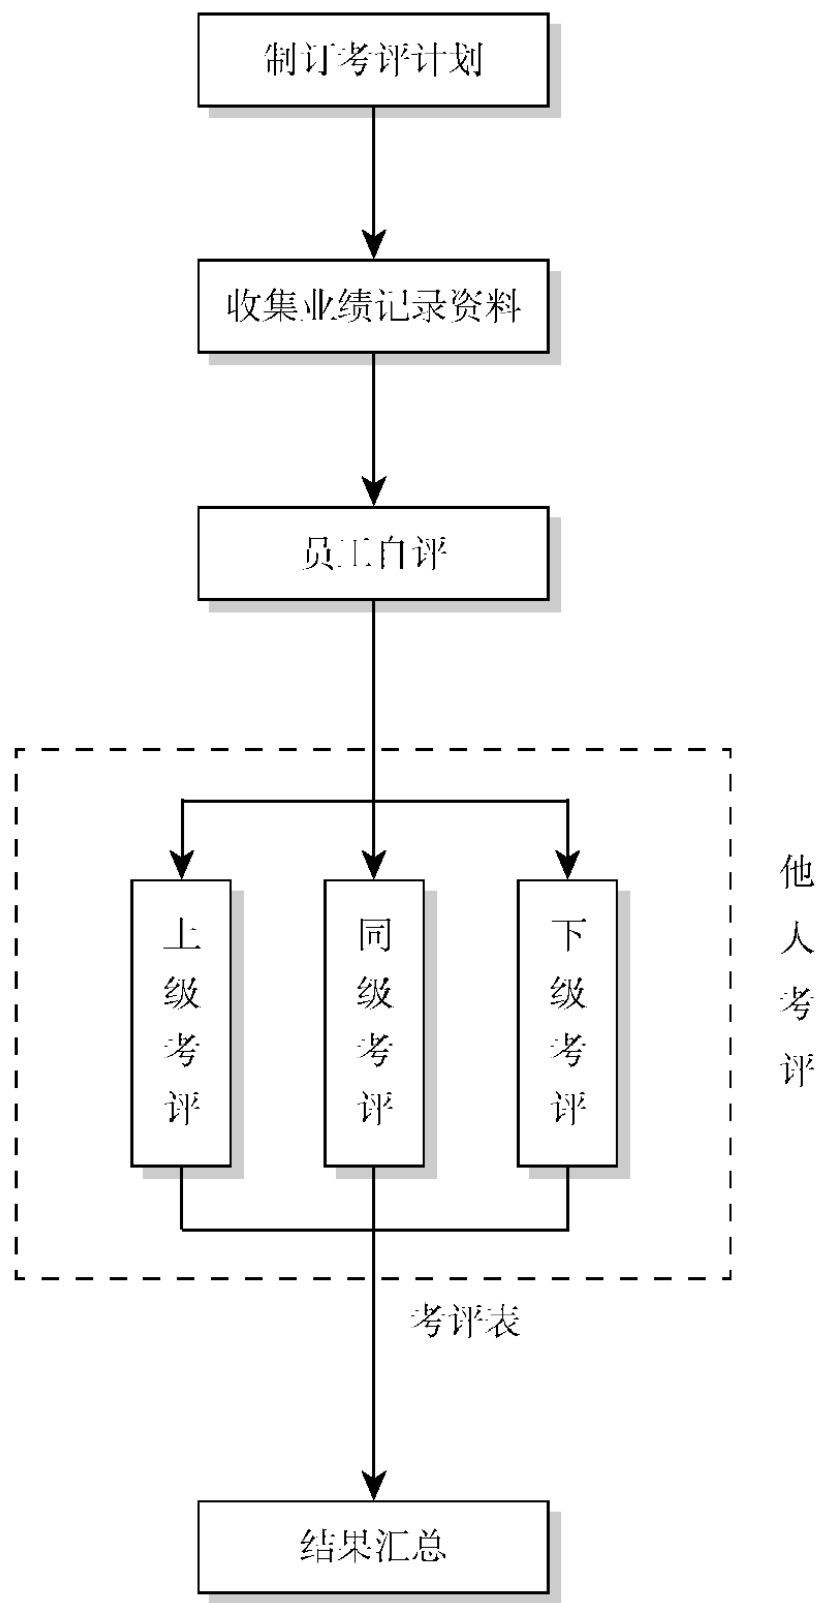 制订考评计划
收集业绩记录资料
员工自评
上级考评
同级考评
下级考评
他人考评
考评表
结果汇总